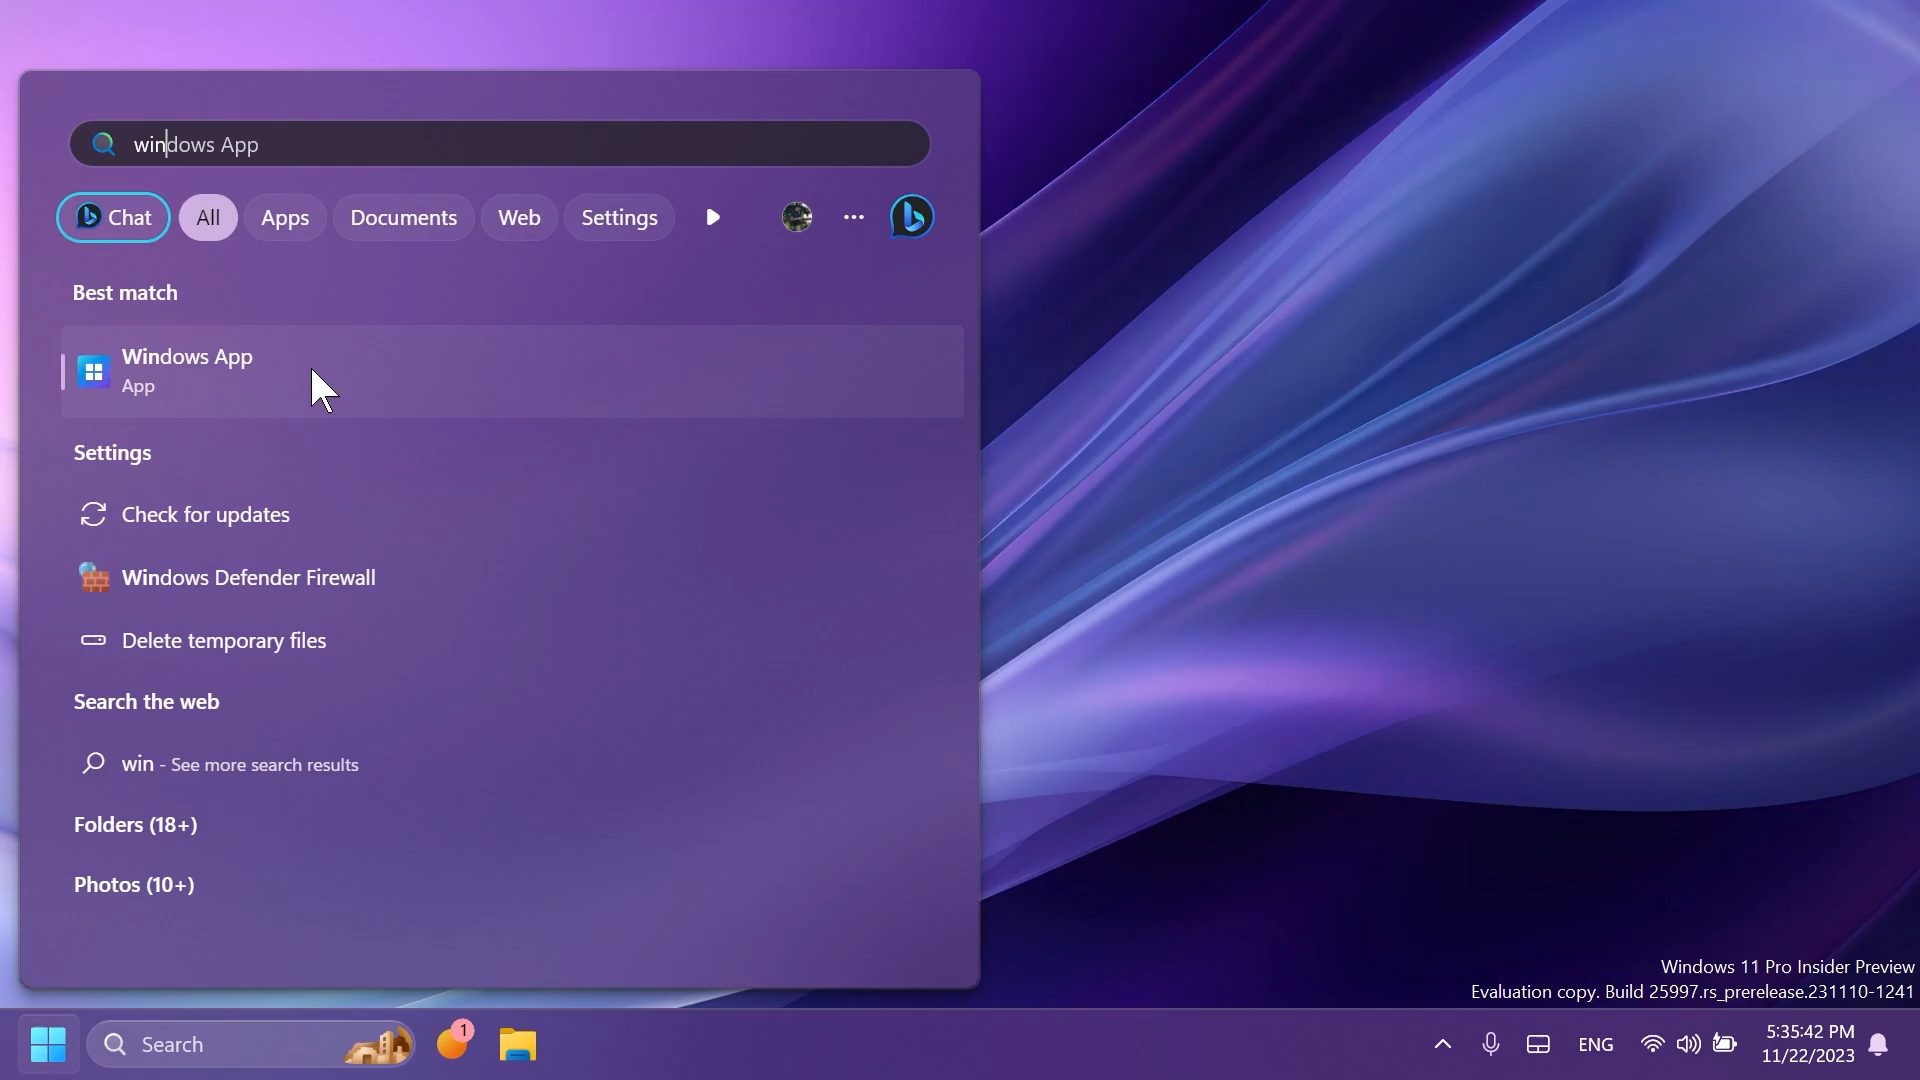 windows App
Chat
All
Apps
Documents
Web
Settings
Best match
Windows App
App
Settings
Check for updates
Windows Defender Firewall
Delete temporary files
Search the web
win - See more search results
Folders (18+)
Photos (10+)
Windows 11 Pro Insider Preview
Evaluation copy. Build 25997.rs_prerelease.231110-1241
Search
1
ENG
5:35:42 PM
11/22/2023